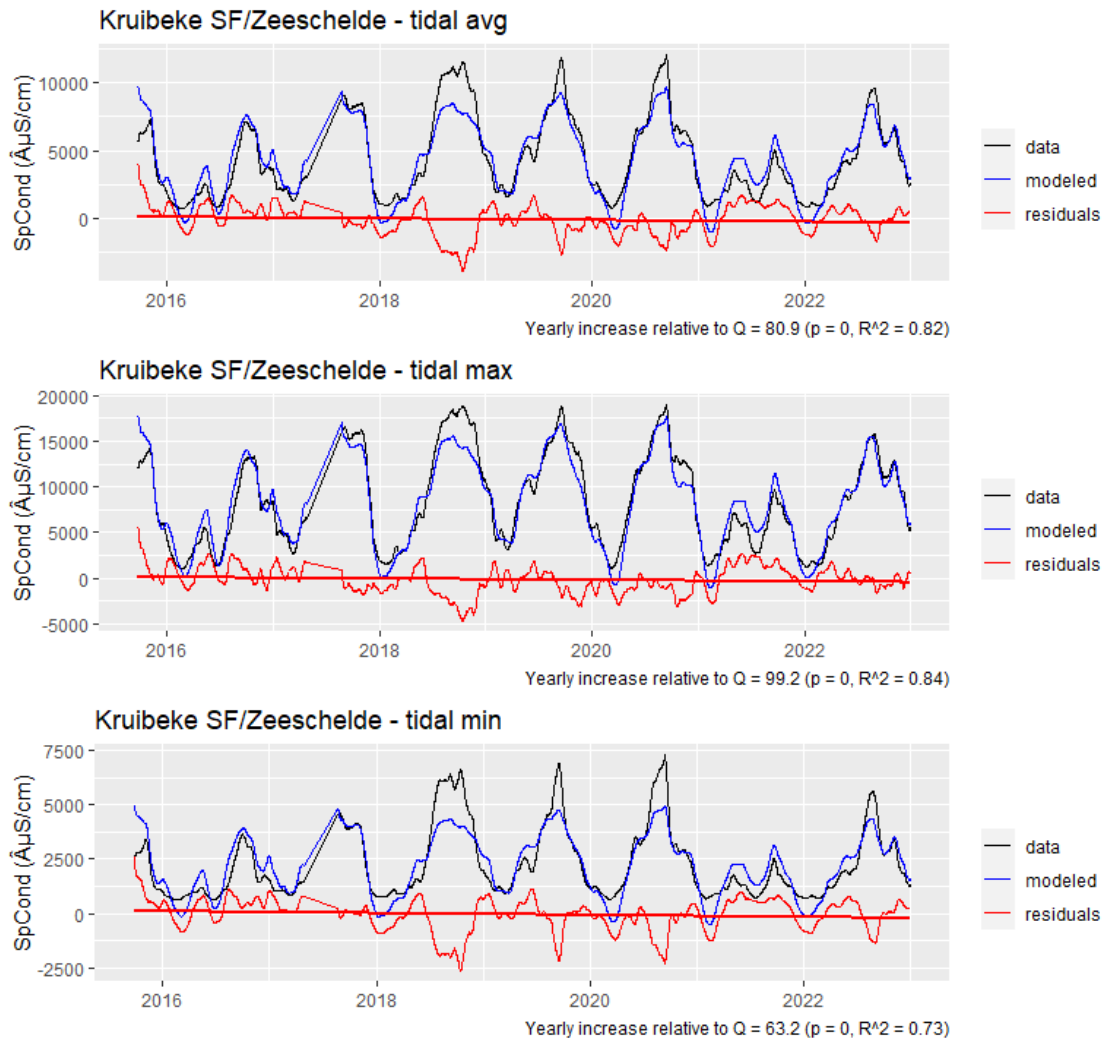 Kruibeke SF/Zeeschelde - tidal avg
SpCond (ÂµS/cm)
10000
5000
0
2016
2018
2020
2022
data
modeled
residuals
Yearly increase relative to Q = 80.9 (p = 0, R^2 = 0.82)
Kruibeke SF/Zeeschelde - tidal max
SpCond (ÂµS/cm)
20000
15000
10000
5000
0
-5000
2016
2018
2020
2022
data
modeled
residuals
Yearly increase relative to Q = 99.2 (p = 0, R^2 = 0.84)
Kruibeke SF/Zeeschelde - tidal min
SpCond (ÂµS/cm)
7500
5000
2500
0
-2500
2016
2018
2020
2022
data
modeled
residuals
Yearly increase relative to Q = 63.2 (p = 0, R^2 = 0.73)